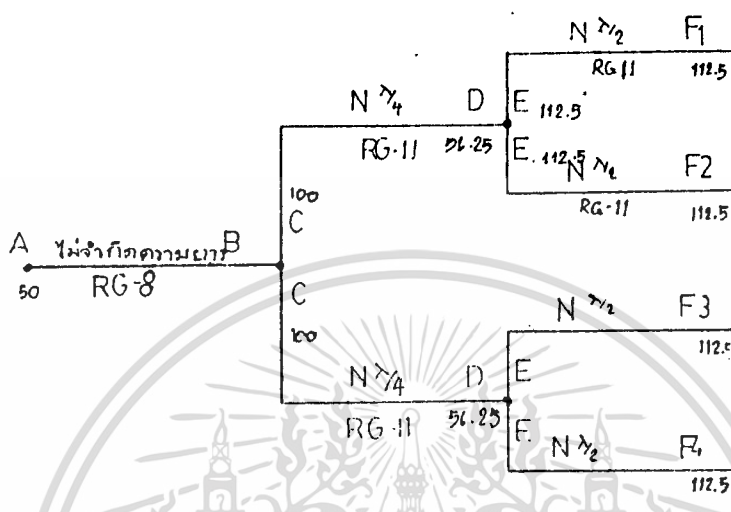 N λ/2 F1
RG 11 112.5
N λ/4 D E 112.5
RG-11 56.25 E. 112.5
N λ/2 F2
RG-11 112.5
100
C
A ไม่จำกัดความยาว B
50 RG-8
C
100
N λ/2 F3
112.5
N λ/4 D E
RG-11 56.25 E
N λ/2 F4
112.5